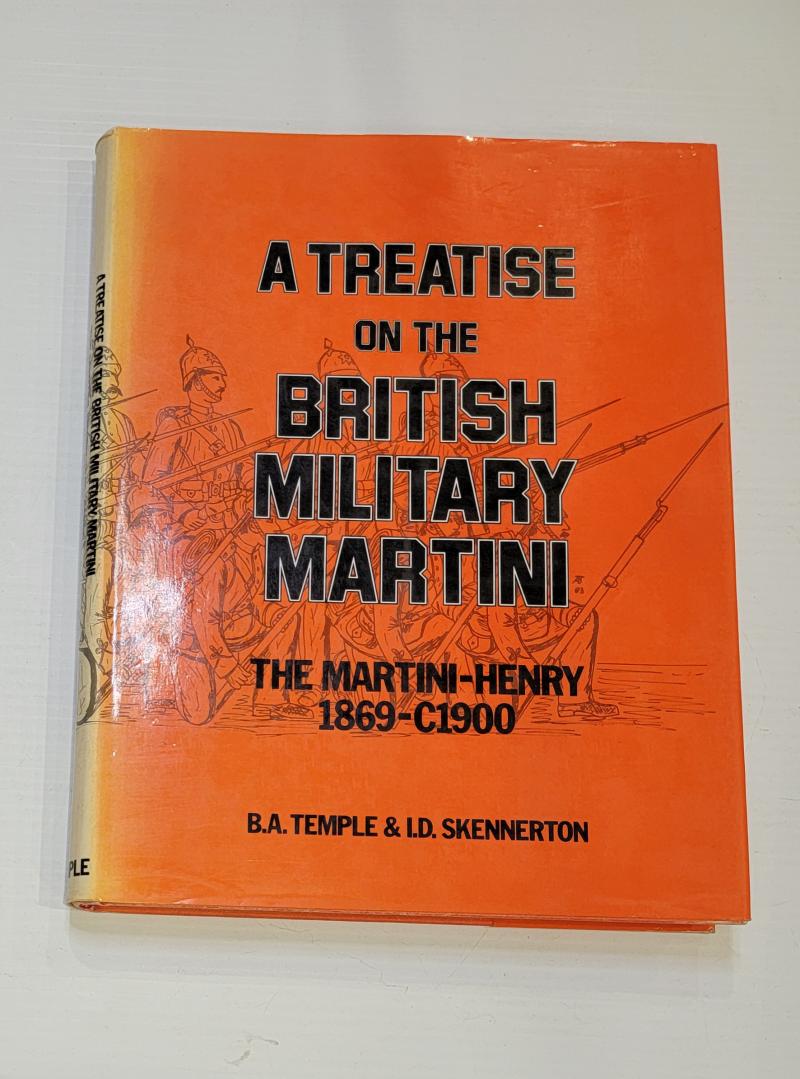 A TREATISE
ON THE
BRITISH
MILITARY
MARTINI
THE MARTINI-HENRY
1869-C1900
B.A. TEMPLE & I.D. SKENNERTON
A TREATISE ON THE BRITISH MILITARY MARTINI
PLE